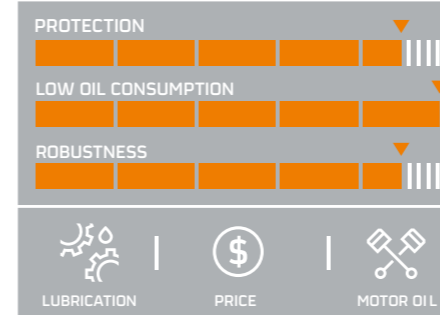 PROTECTION
LOW OIL CONSUMPTION
ROBUSTNESS
$
LUBRICATION
PRICE
MOTOR OIL